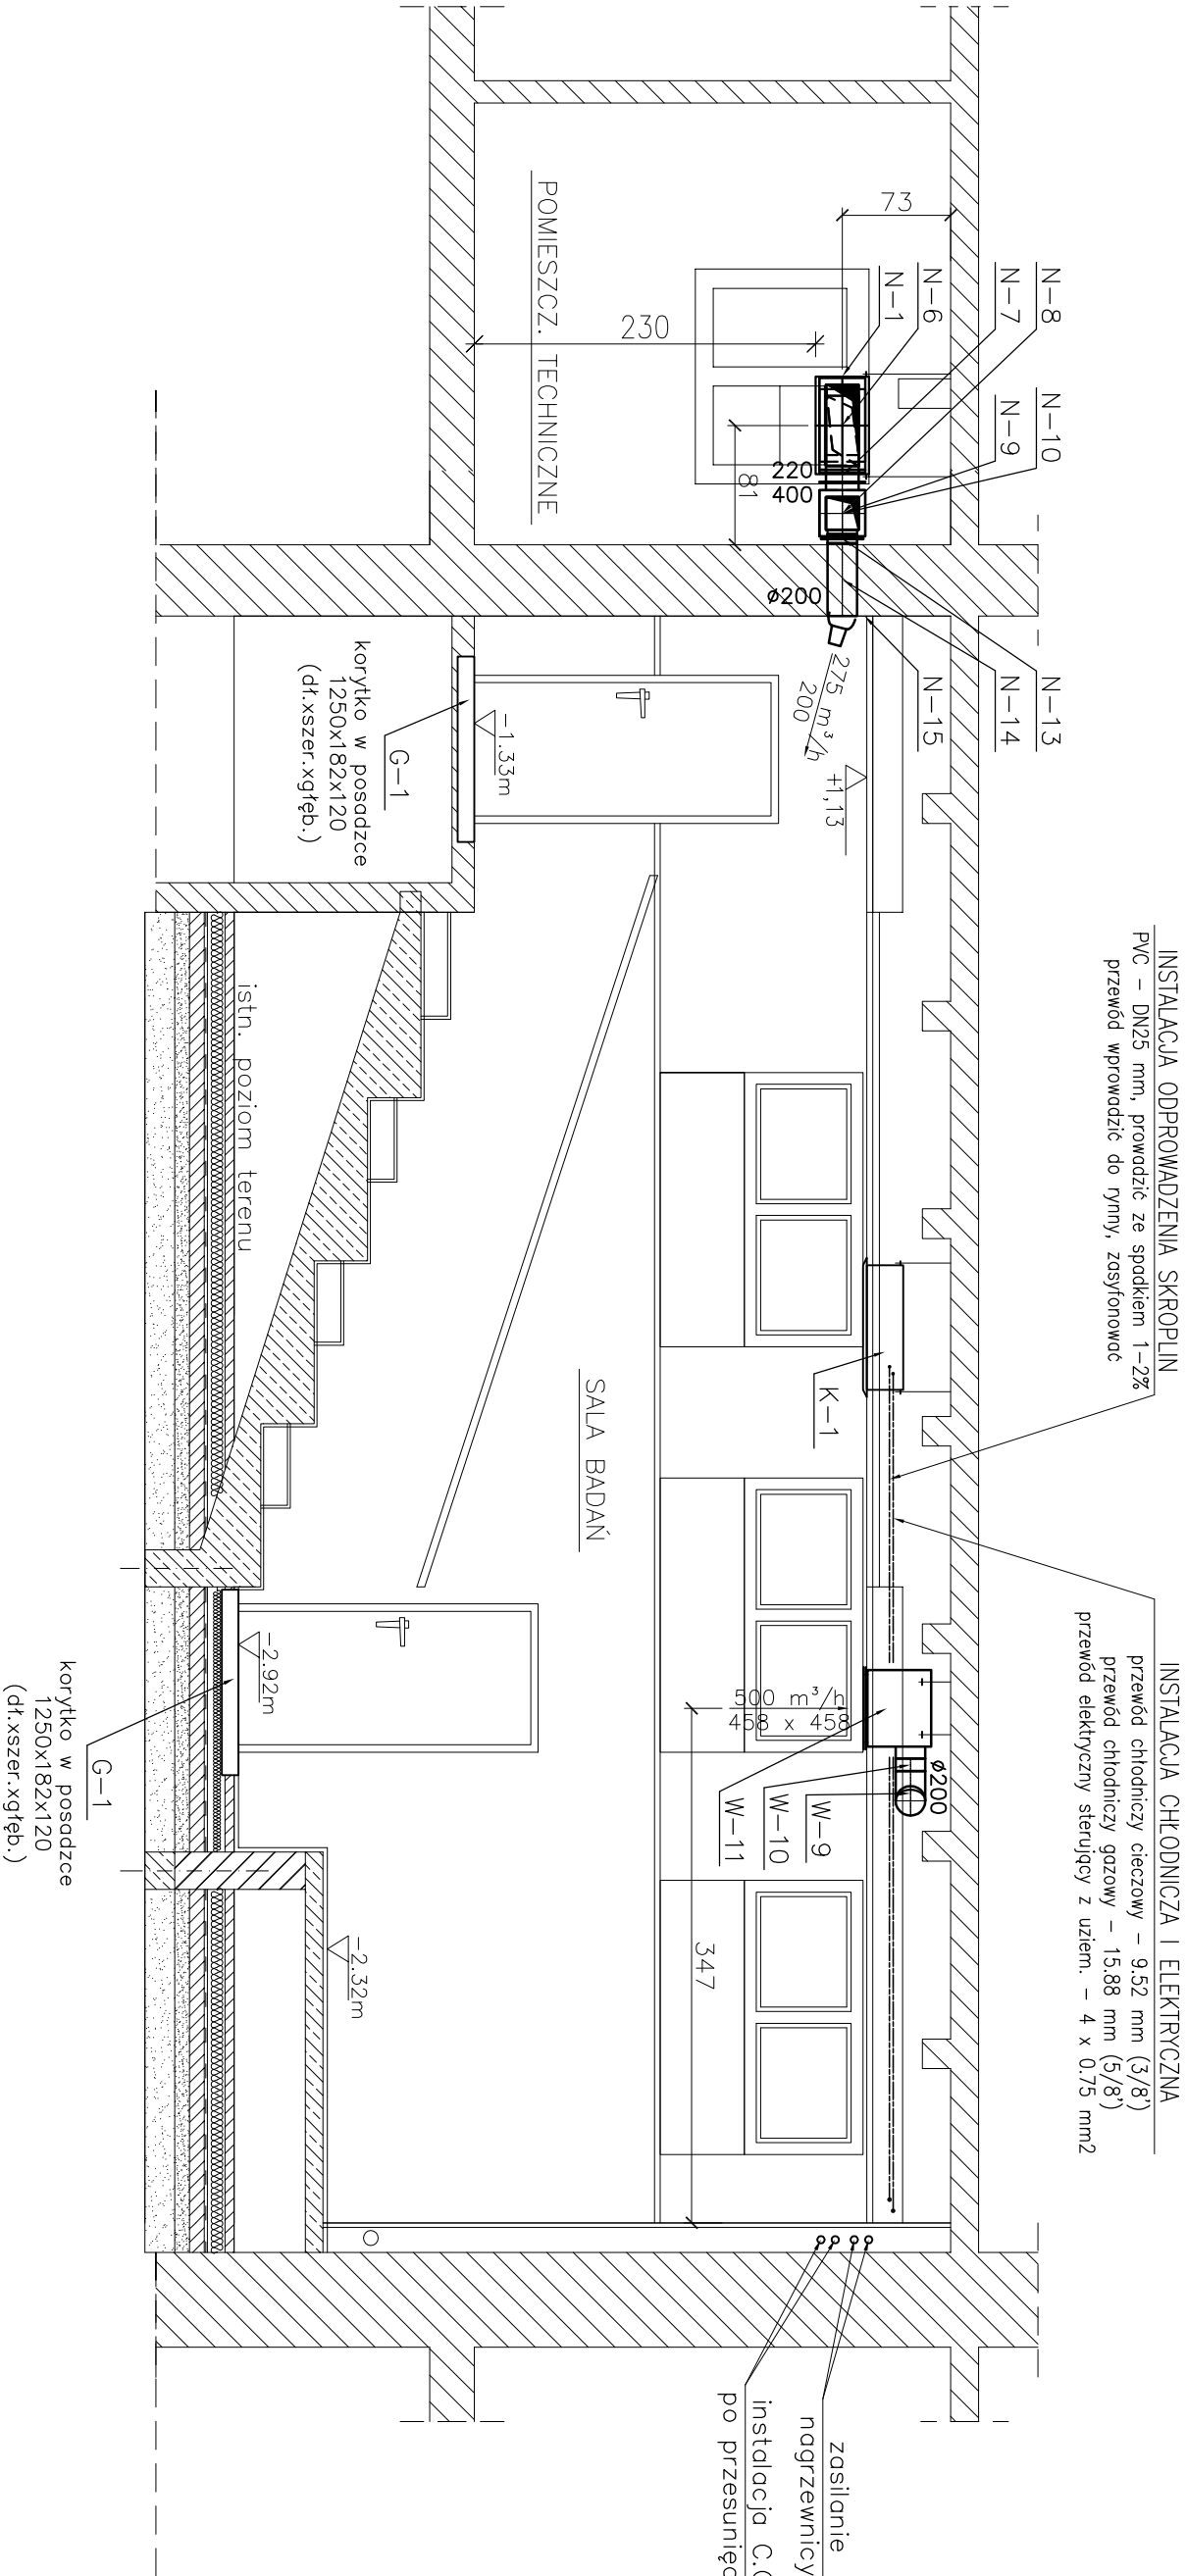 INSTALACJA ODPROWADZENIA SKROPLIN
PVC – DN25 mm, prowadzić ze spadkiem 1–2%
przewód wprowadzić do rynny, zasyfonować
INSTALACJA CHŁODNICZA I ELEKTRYCZNA
przewód chłodniczy cieczowy – 9.52 mm (3/8')
przewód chłodniczy gazowy – 15.88 mm (5/8')
przewód elektryczny sterujący z uziem. – 4 x 0.75 mm2
N–8
N–7
N–6
N–1
N–10
N–9
N–13
N–14
N–15
73
230
81
220
400
ø200
275 m³/h
200
+1,13
POMIESZCZ. TECHNICZNE
–1.33m
G–1
korytko w posadzce
1250x182x120
(dł.xszer.xgłęb.)
istn. poziom terenu
SALA BADAŃ
K–1
500 m³/h
458 x 458
ø200
W–9
W–10
W–11
347
–2.92m
–2.32m
G–1
korytko w posadzce
1250x182x120
(dł.xszer.xgłęb.)
zasilanie
nagrzewnicy
instalacja
po